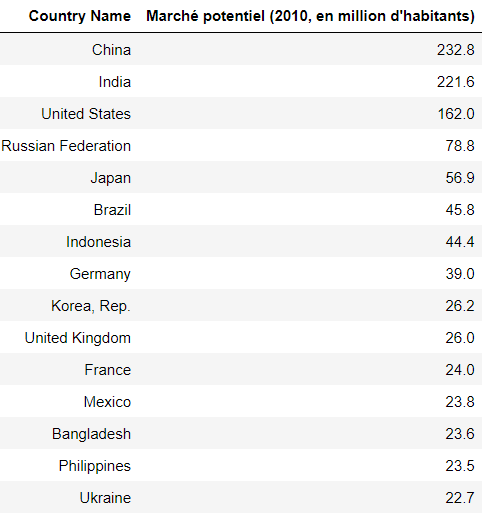 Country Name Marché potentiel (2010, en million d'habitants)
China 232.8
India 221.6
United States 162.0
Russian Federation 78.8
Japan 56.9
Brazil 45.8
Indonesia 44.4
Germany 39.0
Korea, Rep. 26.2
United Kingdom 26.0
France 24.0
Mexico 23.8
Bangladesh 23.6
Philippines 23.5
Ukraine 22.7